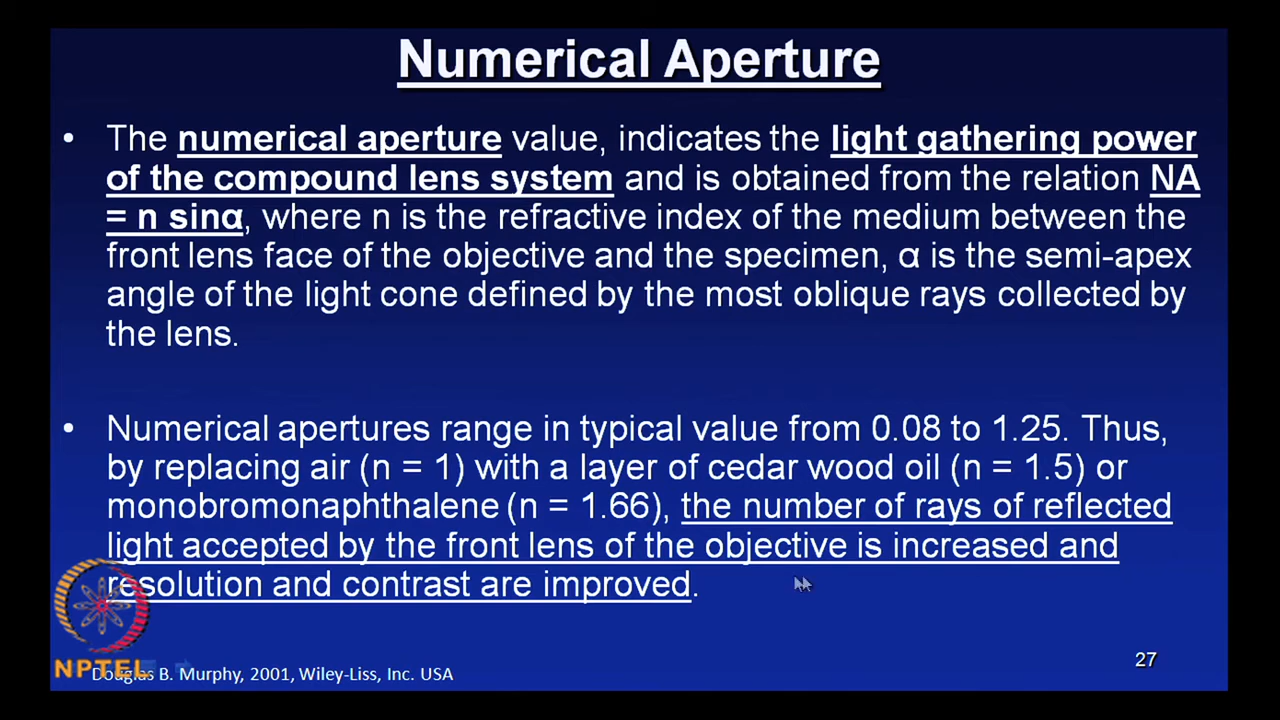 Numerical Aperture
• The numerical aperture value, indicates the light gathering power
of the compound lens system and is obtained from the relation NA
= n sinα, where n is the refractive index of the medium between the
front lens face of the objective and the specimen, α is the semi-apex
angle of the light cone defined by the most oblique rays collected by
the lens.
• Numerical apertures range in typical value from 0.08 to 1.25. Thus,
by replacing air (n = 1) with a layer of cedar wood oil (n = 1.5) or
monobromonaphthalene (n = 1.66), the number of rays of reflected
light accepted by the front lens of the objective is increased and
resolution and contrast are improved.
27
NPTEL
Douglas B. Murphy, 2001, Wiley-Liss, Inc. USA